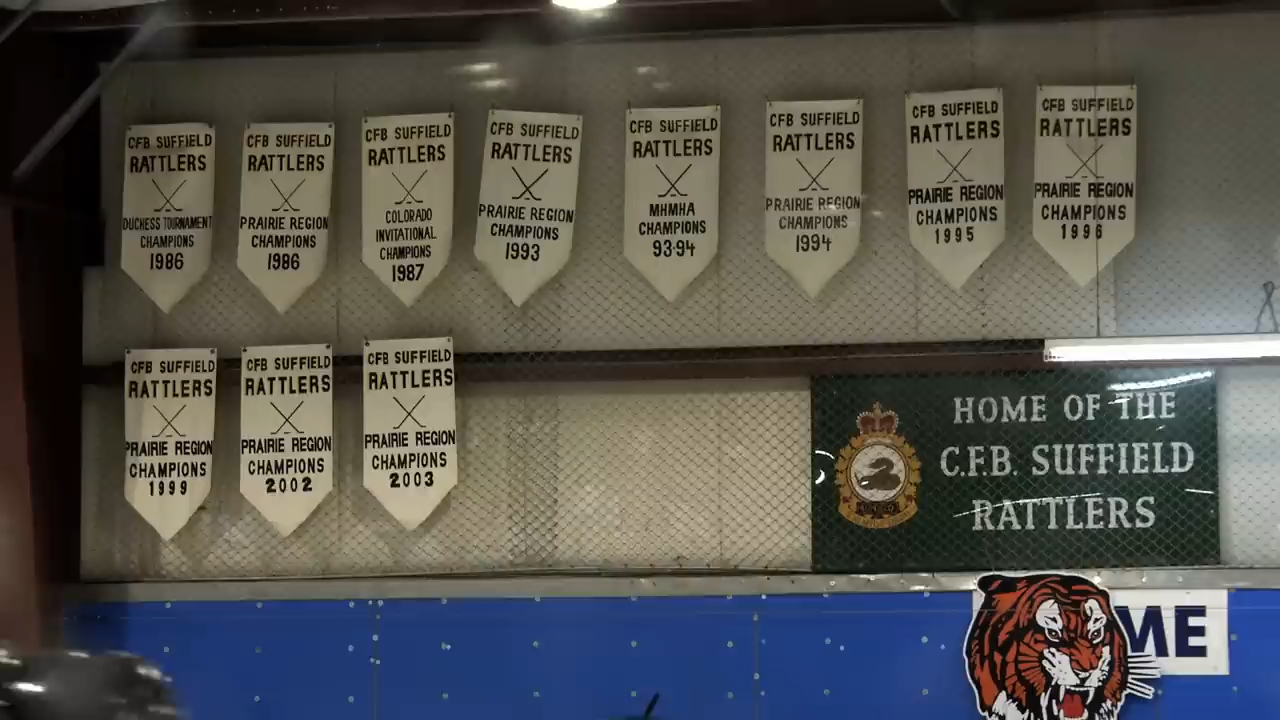 CFB SUFFIELD
RATTLERS
DUCHESS TOURNAMENT
CHAMPIONS
1986
CFB SUFFIELD
RATTLERS
PRAIRIE REGION
CHAMPIONS
1986
CFB SUFFIELD
RATTLERS
COLORADO
INVITATIONAL
CHAMPIONS
1987
CFB SUFFIELD
RATTLERS
PRAIRIE REGION
CHAMPIONS
1993
CFB SUFFIELD
RATTLERS
MHMHA
CHAMPIONS
93-94
CFB SUFFIELD
RATTLERS
PRAIRIE REGION
CHAMPIONS
1994
CFB SUFFIELD
RATTLERS
PRAIRIE REGION
CHAMPIONS
1995
CFB SUFFIELD
RATTLERS
PRAIRIE REGION
CHAMPIONS
1996
CFB SUFFIELD
RATTLERS
PRAIRIE REGION
CHAMPIONS
1999
CFB SUFFIELD
RATTLERS
PRAIRIE REGION
CHAMPIONS
2002
CFB SUFFIELD
RATTLERS
PRAIRIE REGION
CHAMPIONS
2003
HOME OF THE
C.F.B. SUFFIELD
RATTLERS
ME